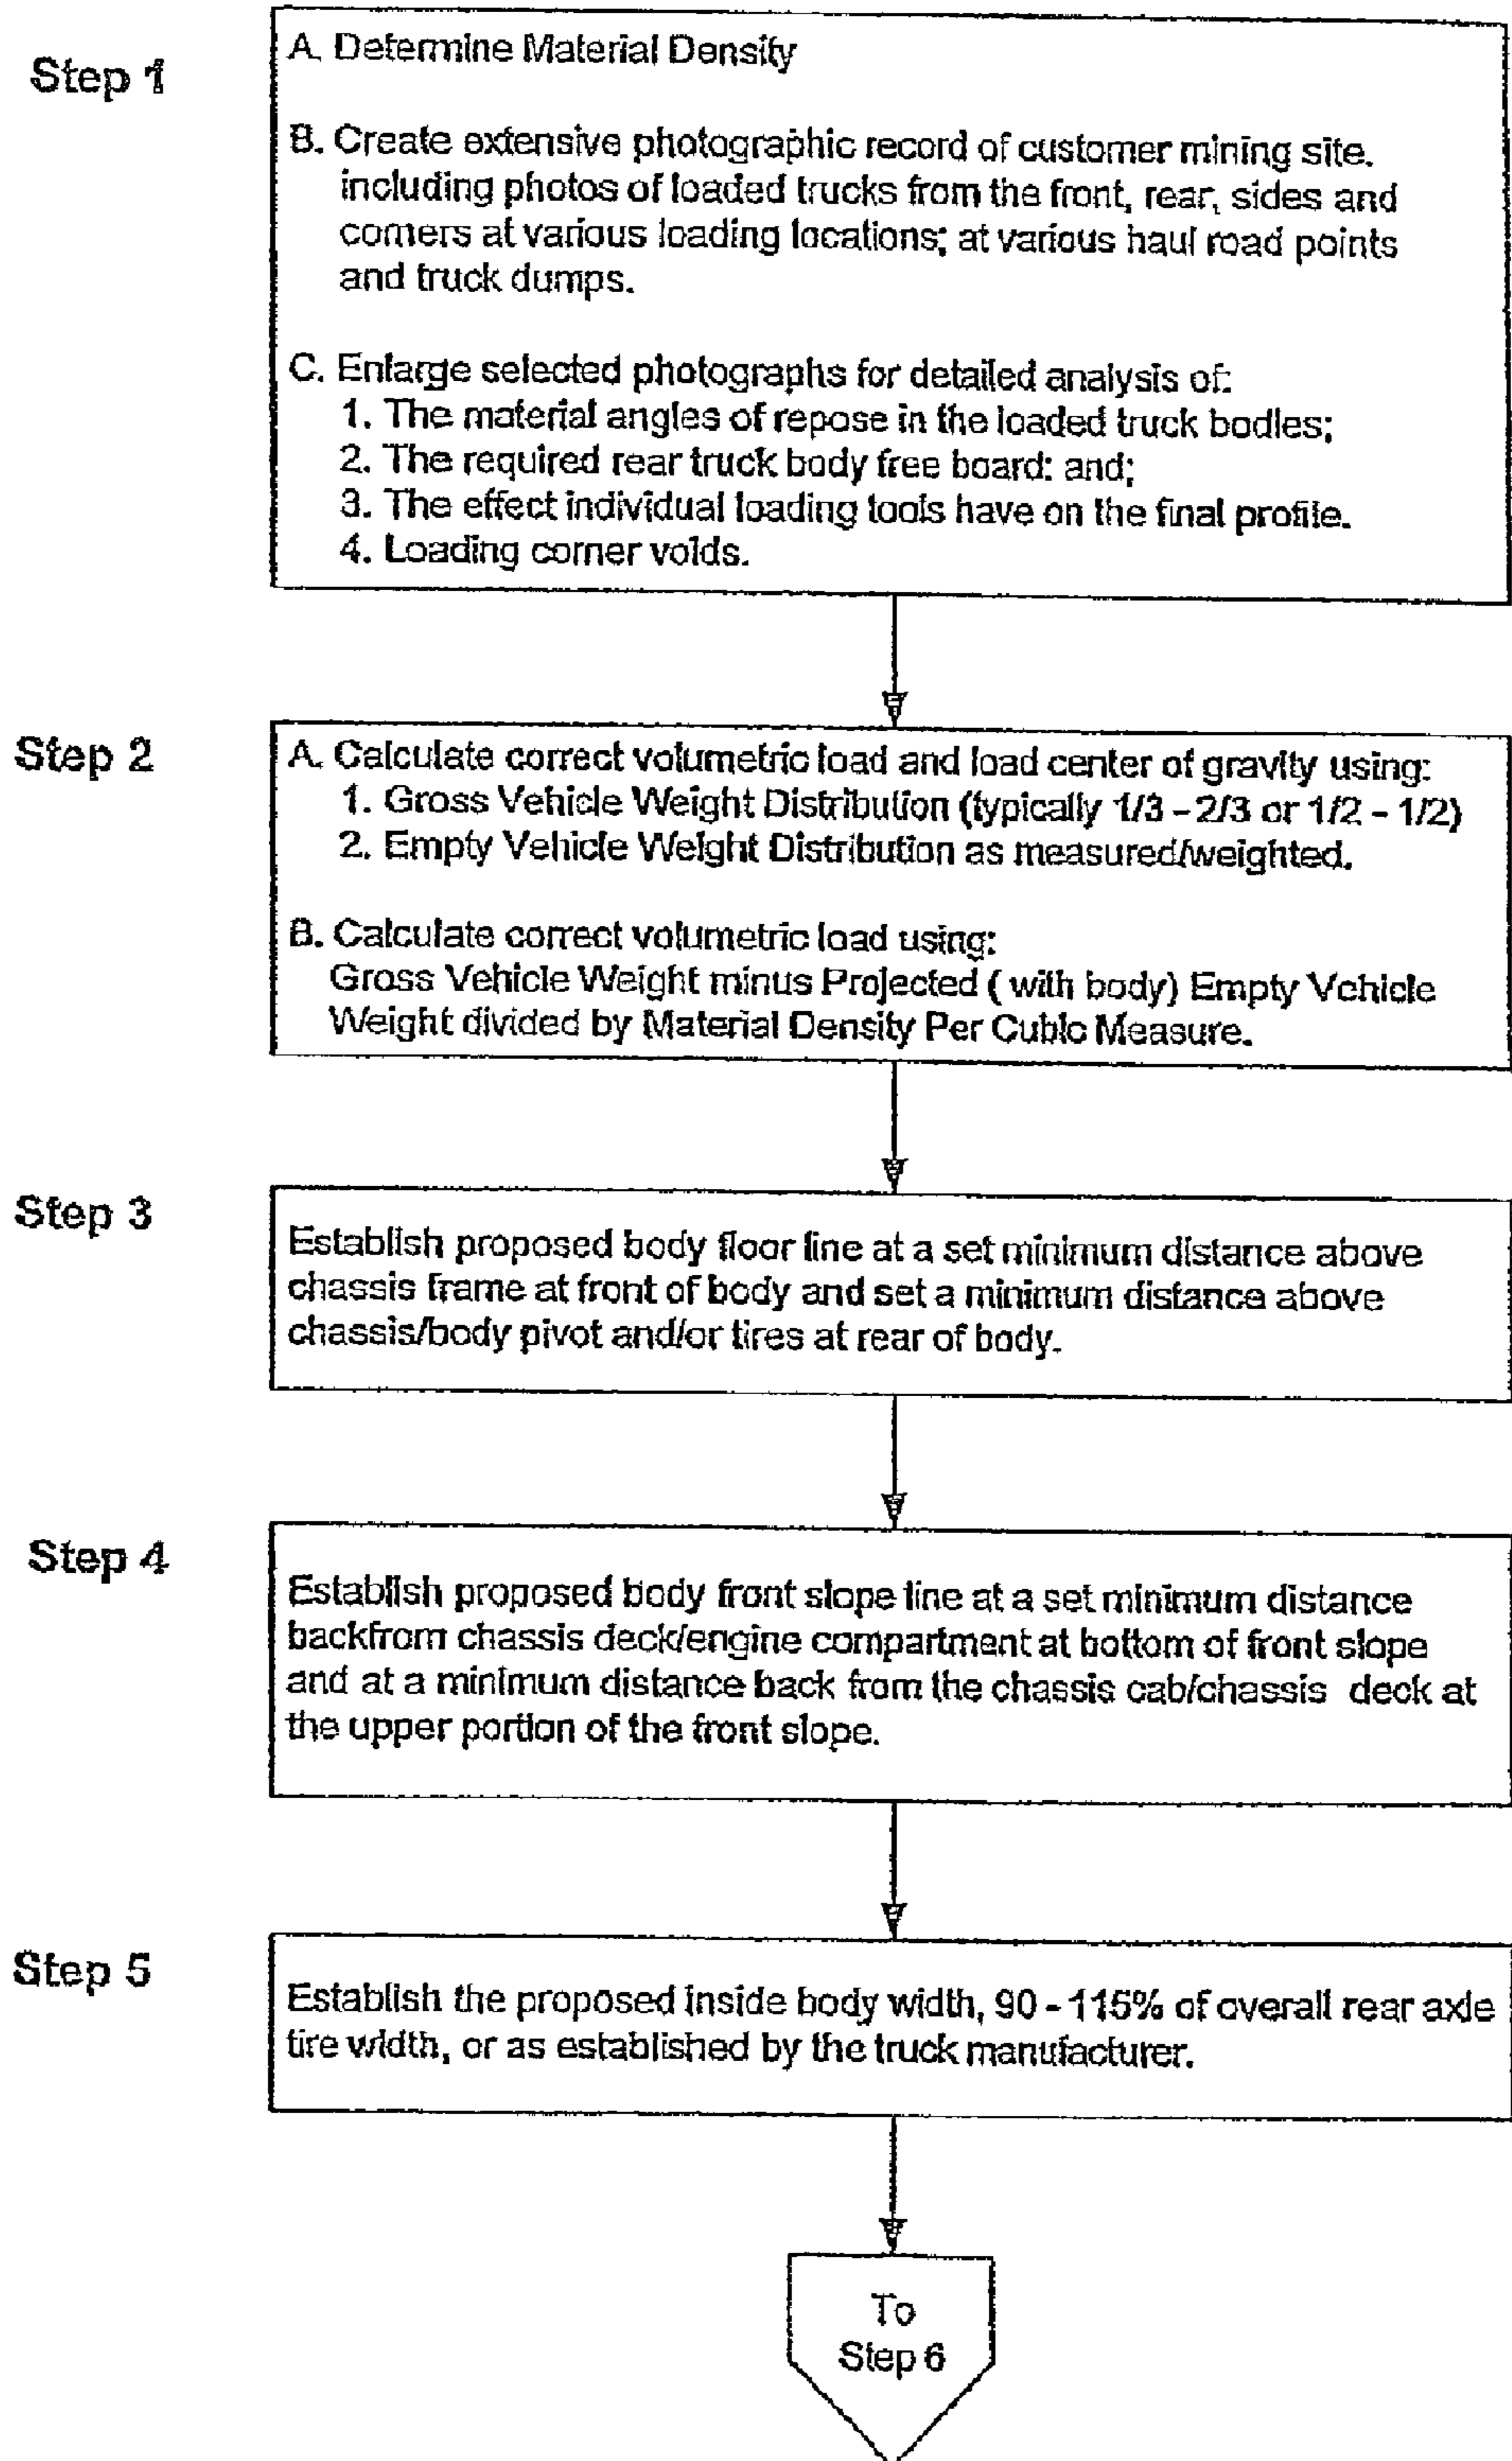 Step 1
A. Determine Material Density
B. Create extensive photographic record of customer mining site.
including photos of loaded trucks from the front, rear, sides and
corners at various loading locations; at various haul road points
and truck dumps.
C. Enlarge selected photographs for detailed analysis of:
1. The material angles of repose in the loaded truck bodies;
2. The required rear truck body free board: and;
3. The effect individual loading tools have on the final profile.
4. Loading corner voids.
Step 2
A. Calculate correct volumetric load and load center of gravity using:
1. Gross Vehicle Weight Distribution (typically 1/3 - 2/3 or 1/2 - 1/2)
2. Empty Vehicle Weight Distribution as measured/weighted.
B. Calculate correct volumetric load using:
Gross Vehicle Weight minus Projected ( with body) Empty Vehicle
Weight divided by Material Density Per Cubic Measure.
Step 3
Establish proposed body floor line at a set minimum distance above
chassis frame at front of body and set a minimum distance above
chassis/body pivot and/or tires at rear of body.
Step 4
Establish proposed body front slope line at a set minimum distance
backfrom chassis deck/engine compartment at bottom of front slope
and at a minimum distance back from the chassis cab/chassis deck at
the upper portion of the front slope.
Step 5
Establish the proposed inside body width, 90 - 115% of overall rear axle
tire width, or as established by the truck manufacturer.
To
Step 6